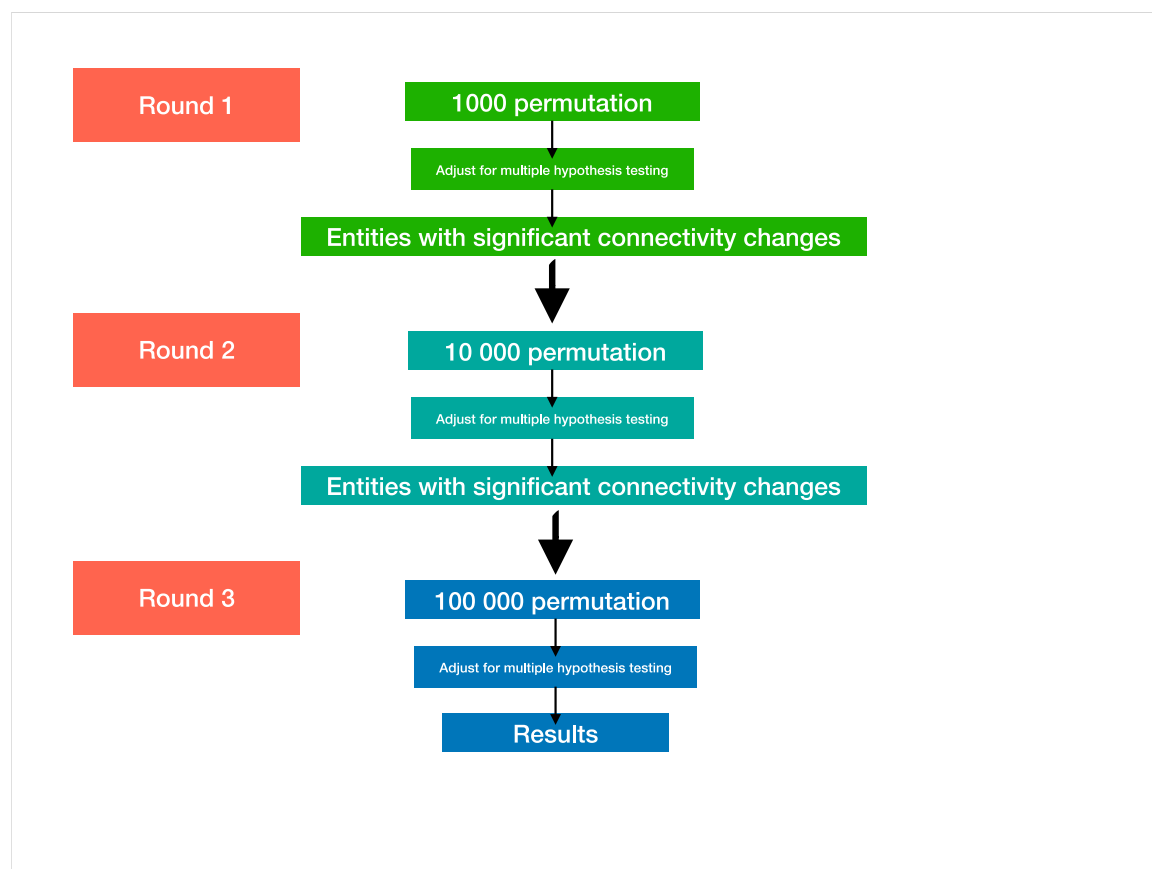 Round 1
1000 permutation
Adjust for multiple hypothesis testing
Entities with significant connectivity changes
Round 2
10 000 permutation
Adjust for multiple hypothesis testing
Entities with significant connectivity changes
Round 3
100 000 permutation
Adjust for multiple hypothesis testing
Results